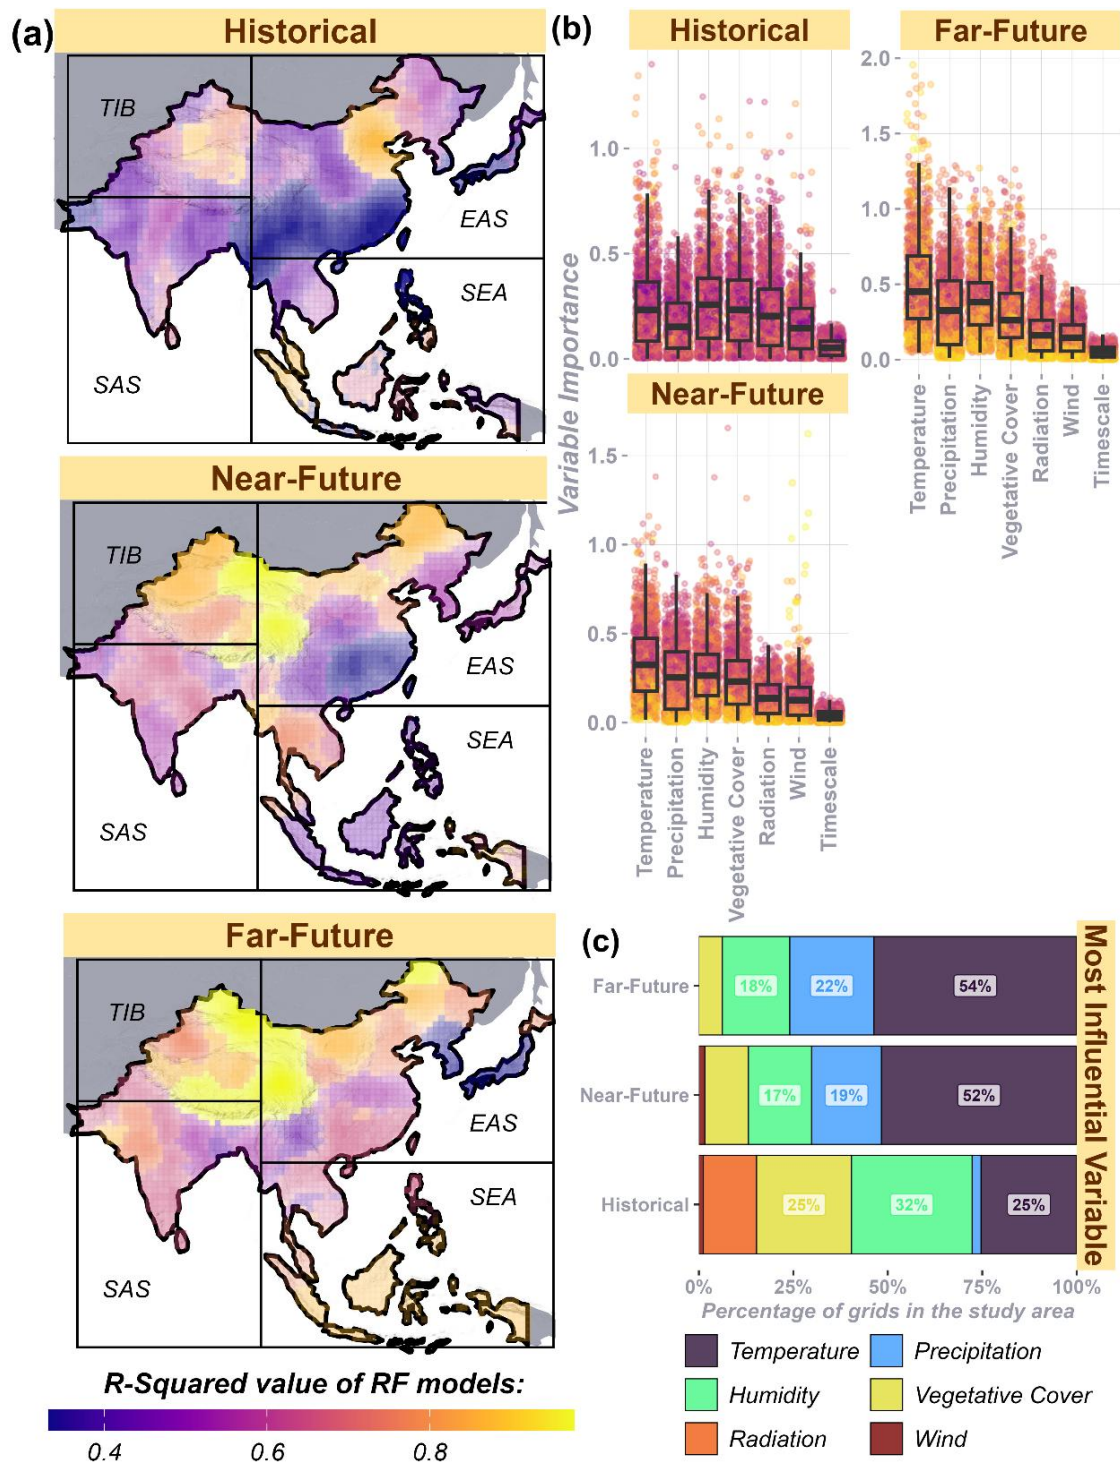 (a)
Historical
TIB
EAS
SEA
SAS
Near-Future
TIB
EAS
SEA
SAS
Far-Future
TIB
EAS
SEA
SAS
R-Squared value of RF models:
0.4 0.6 0.8
(b)
Historical
Far-Future
Variable Importance
1.0
0.5
0.0
2.0
1.5
1.0
0.5
0.0
Temperature
Precipitation
Humidity
Vegetative Cover
Radiation
Wind
Timescale
Near-Future
1.5
1.0
0.5
0.0
Temperature
Precipitation
Humidity
Vegetative Cover
Radiation
Wind
Timescale
(c)
Most Influential Variable
Far-Future 18% 22% 54%
Near-Future 17% 19% 52%
Historical 25% 32% 25%
0% 25% 50% 75% 100%
Percentage of grids in the study area
Temperature Precipitation
Humidity Vegetative Cover
Radiation Wind